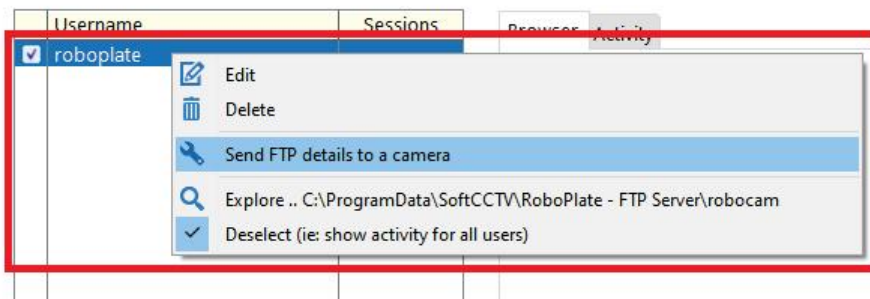 Username Sessions Browser Activity
roboplate
Edit
Delete
Send FTP details to a camera
Explore .. C:\ProgramData\SoftCCTV\RoboPlate - FTP Server\robocam
Deselect (ie: show activity for all users)